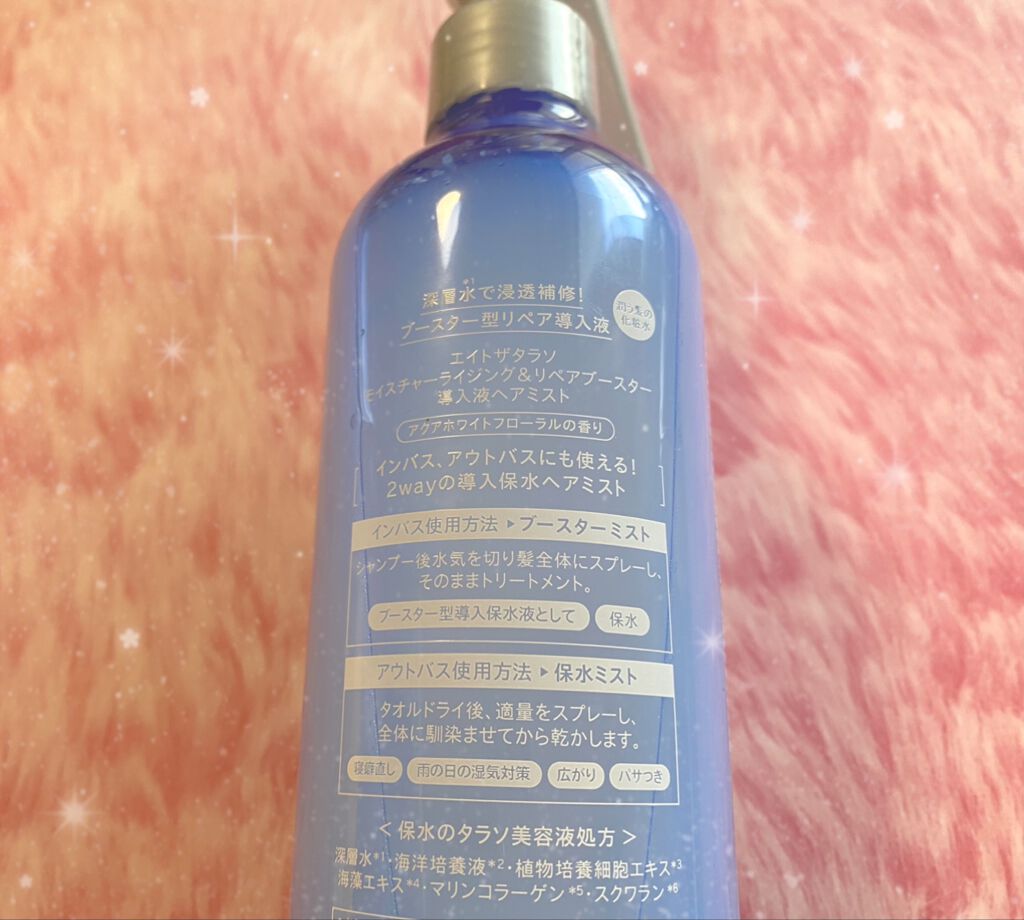 深層水※1で浸透補修!
ブースター型リペア導入液
潤う髪の
化粧水
エイトザタラソ
モイスチャーライジング&リペアブースター
導入液ヘアミスト
アクアホワイトフローラルの香り
インバス、アウトバスにも使える!
2wayの導入保水ヘアミスト
インバス使用方法▶ブースターミスト
シャンプー後水気を切り髪全体にスプレーし、
そのままトリートメント。
ブースター型導入保水液として 保水
アウトバス使用方法▶保水ミスト
タオルドライ後、適量をスプレーし、
全体に馴染ませてから乾かします。
寝癖直し 雨の日の湿気対策 広がり パサつき
<保水のタラソ美容液処方>
深層水*1・海洋培養液*2・植物培養細胞エキス*3
海藻エキス*4・マリンコラーゲン*5・スクワラン*6